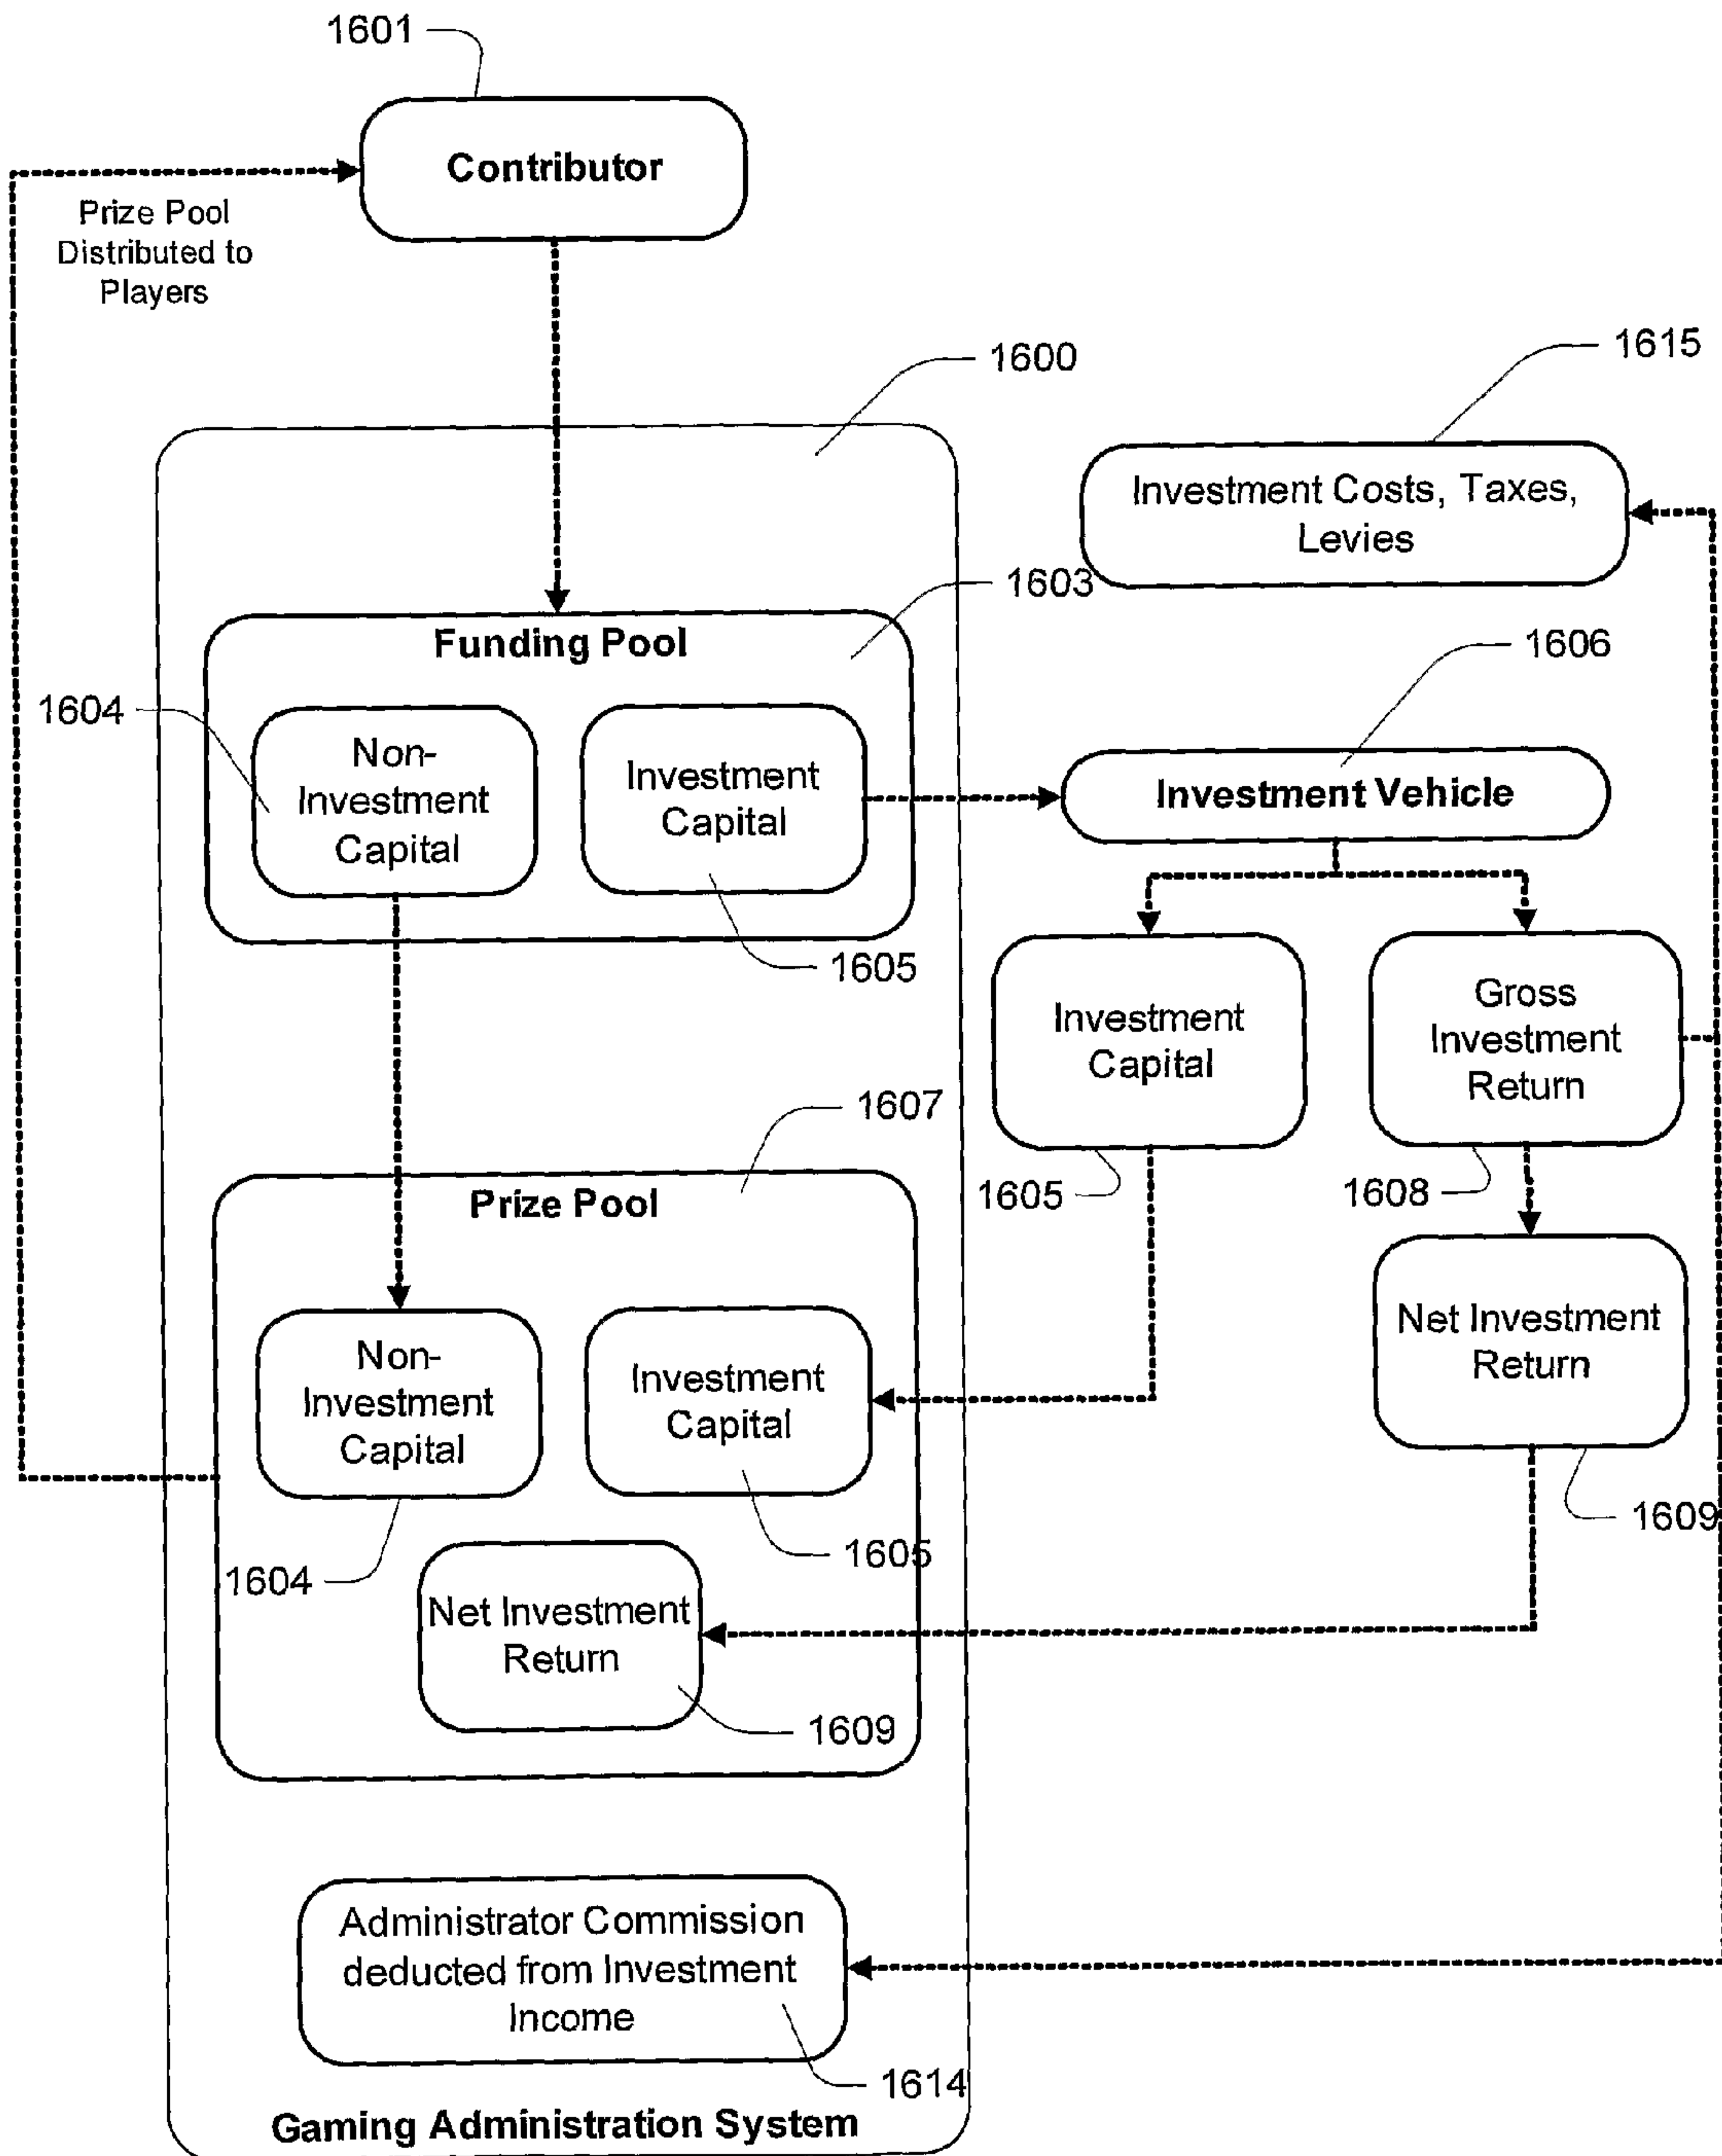 1601
Contributor
Prize Pool
Distributed to
Players
1600
1615
Investment Costs, Taxes,
Levies
1603
Funding Pool
1606
1604
Non-
Investment
Capital
Investment
Capital
Investment Vehicle
1605
Investment
Capital
Gross
Investment
Return
1607
1605
1608
Prize Pool
Non-
Investment
Capital
Investment
Capital
Net Investment
Return
1609
1604
1605
Net Investment
Return
1609
Administrator Commission
deducted from Investment
Income
1614
Gaming Administration System